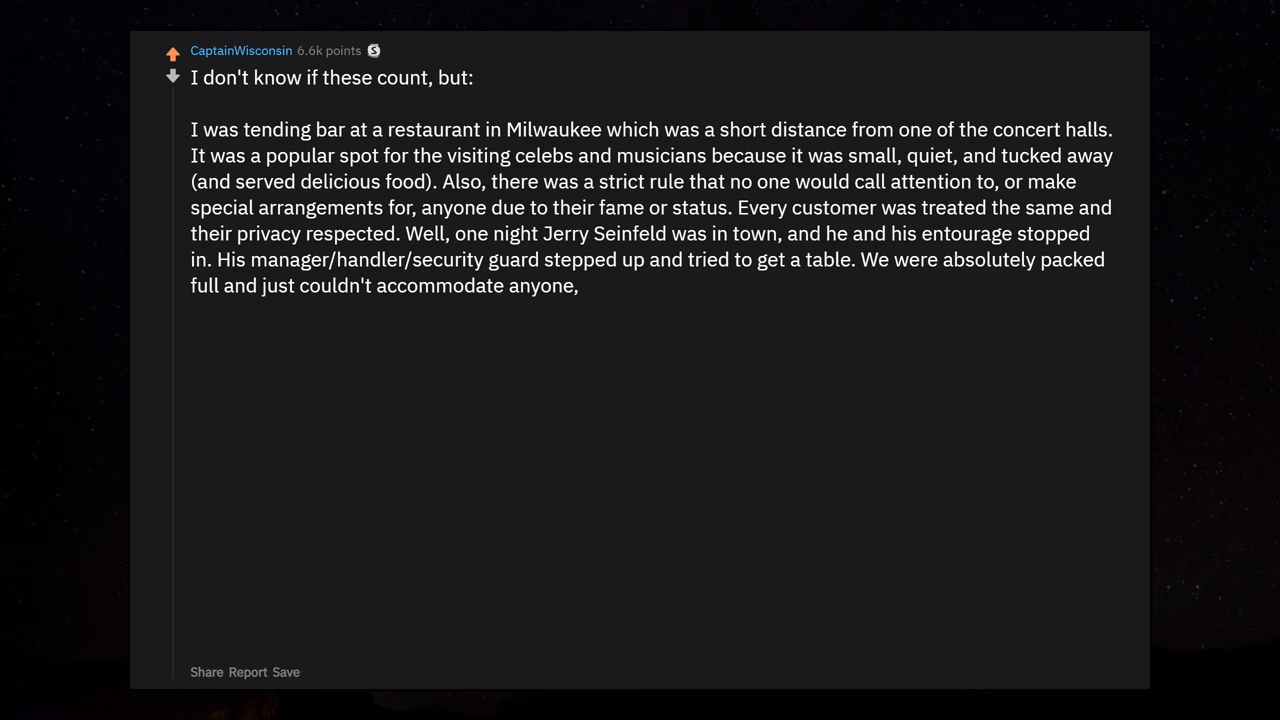 CaptainWisconsin 6.6k points S
I don't know if these count, but:
I was tending bar at a restaurant in Milwaukee which was a short distance from one of the concert halls.
It was a popular spot for the visiting celebs and musicians because it was small, quiet, and tucked away
(and served delicious food). Also, there was a strict rule that no one would call attention to, or make
special arrangements for, anyone due to their fame or status. Every customer was treated the same and
their privacy respected. Well, one night Jerry Seinfeld was in town, and he and his entourage stopped
in. His manager/handler/security guard stepped up and tried to get a table. We were absolutely packed
full and just couldn't accommodate anyone,
Share Report Save